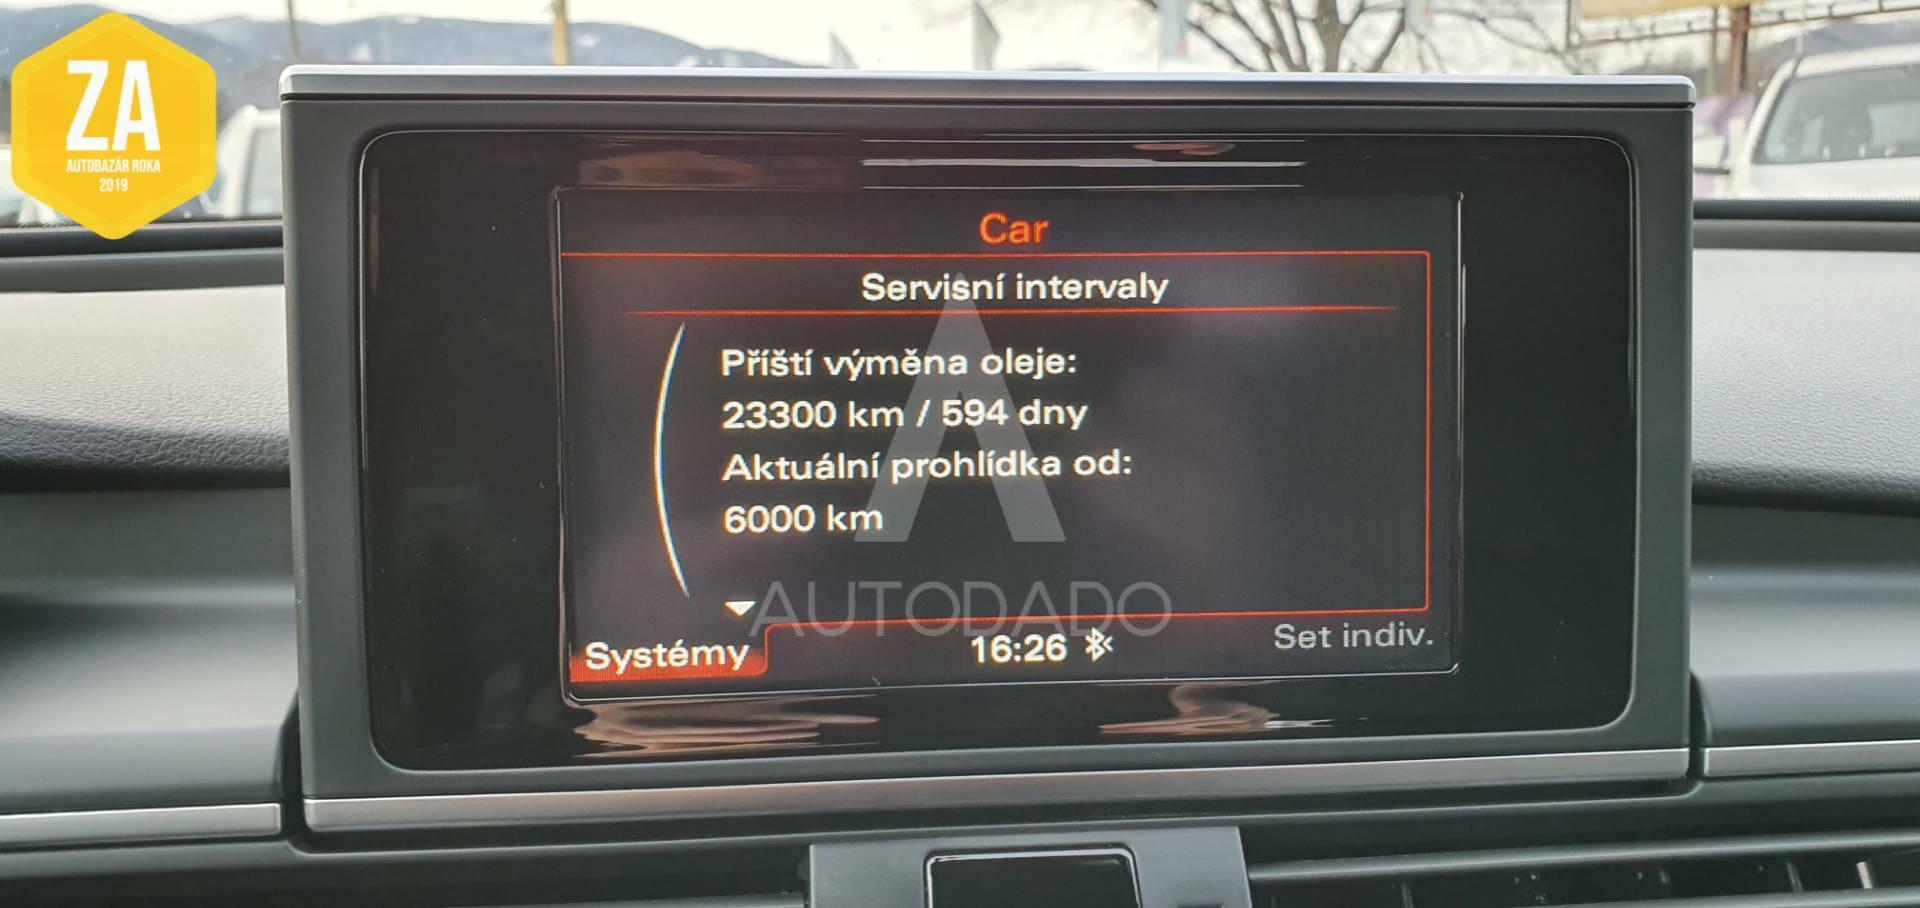 ZA
AUTOBAZÁR ROKA
2019
Car
Servisní intervaly
Příští výměna oleje:
23300 km / 594 dny
Aktuální prohlídka od:
6000 km
AUTODADO
Systémy
16:26
Set indiv.